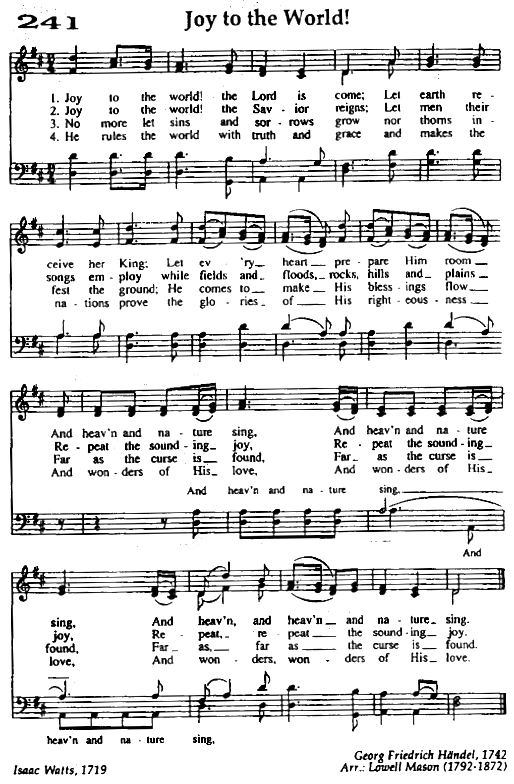 241 Joy to the World!
1. Joy to the world! the Lord is come; Let earth re -
2. Joy to the world! the Sav - ior reigns; Let men their
3. No more let sins and sor - rows grow nor thorns in -
4. He rules the world with truth and grace and makes the
ceive her King; Let ev - 'ry heart pre - pare Him room
songs em - ploy while fields and floods, rocks, hills and plains
fest the ground; He comes to make His bless - ings flow
na - tions prove the glo - ries of His right - eous - ness
And heav'n and na - ture sing, And heav'n and na - ture
Re - peat the sound - ing joy, Re - peat the sound - ing
Far as the curse is found, Far as the curse is
And won - ders of His love, And won - ders of His
And heav'n and na - ture sing,
And
sing, And heav'n, and heav'n and na - ture sing.
joy, Re - peat, re - peat the sound - ing joy.
found, Far as, far as the curse is found.
love, And won - ders, won - ders of His love.
heav'n and na - ture sing,
Georg Friedrich Händel, 1742
Isaac Watts, 1719 Arr.: Lowell Mason (1792-1872)